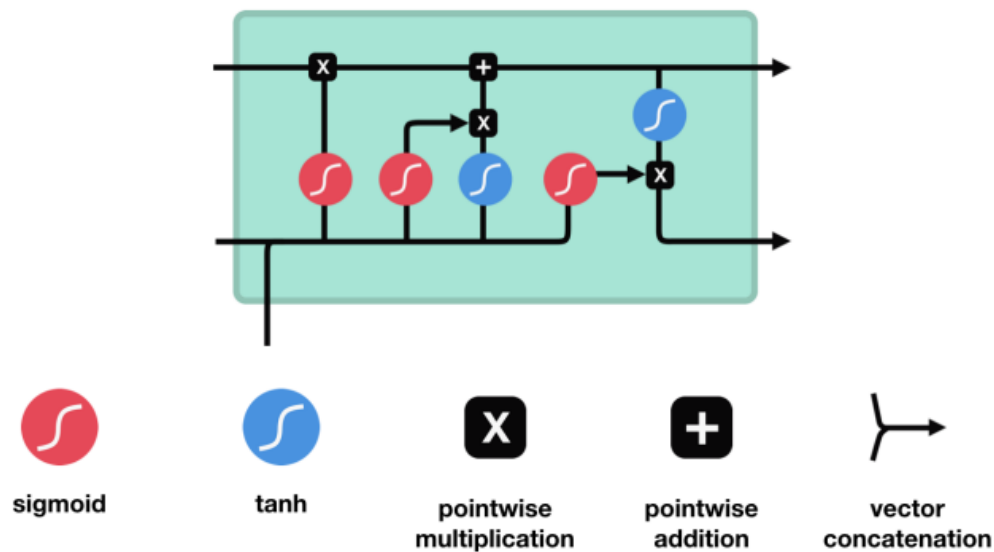 X
+
X
X
X
+
sigmoid
tanh
pointwise
multiplication
pointwise
addition
vector
concatenation